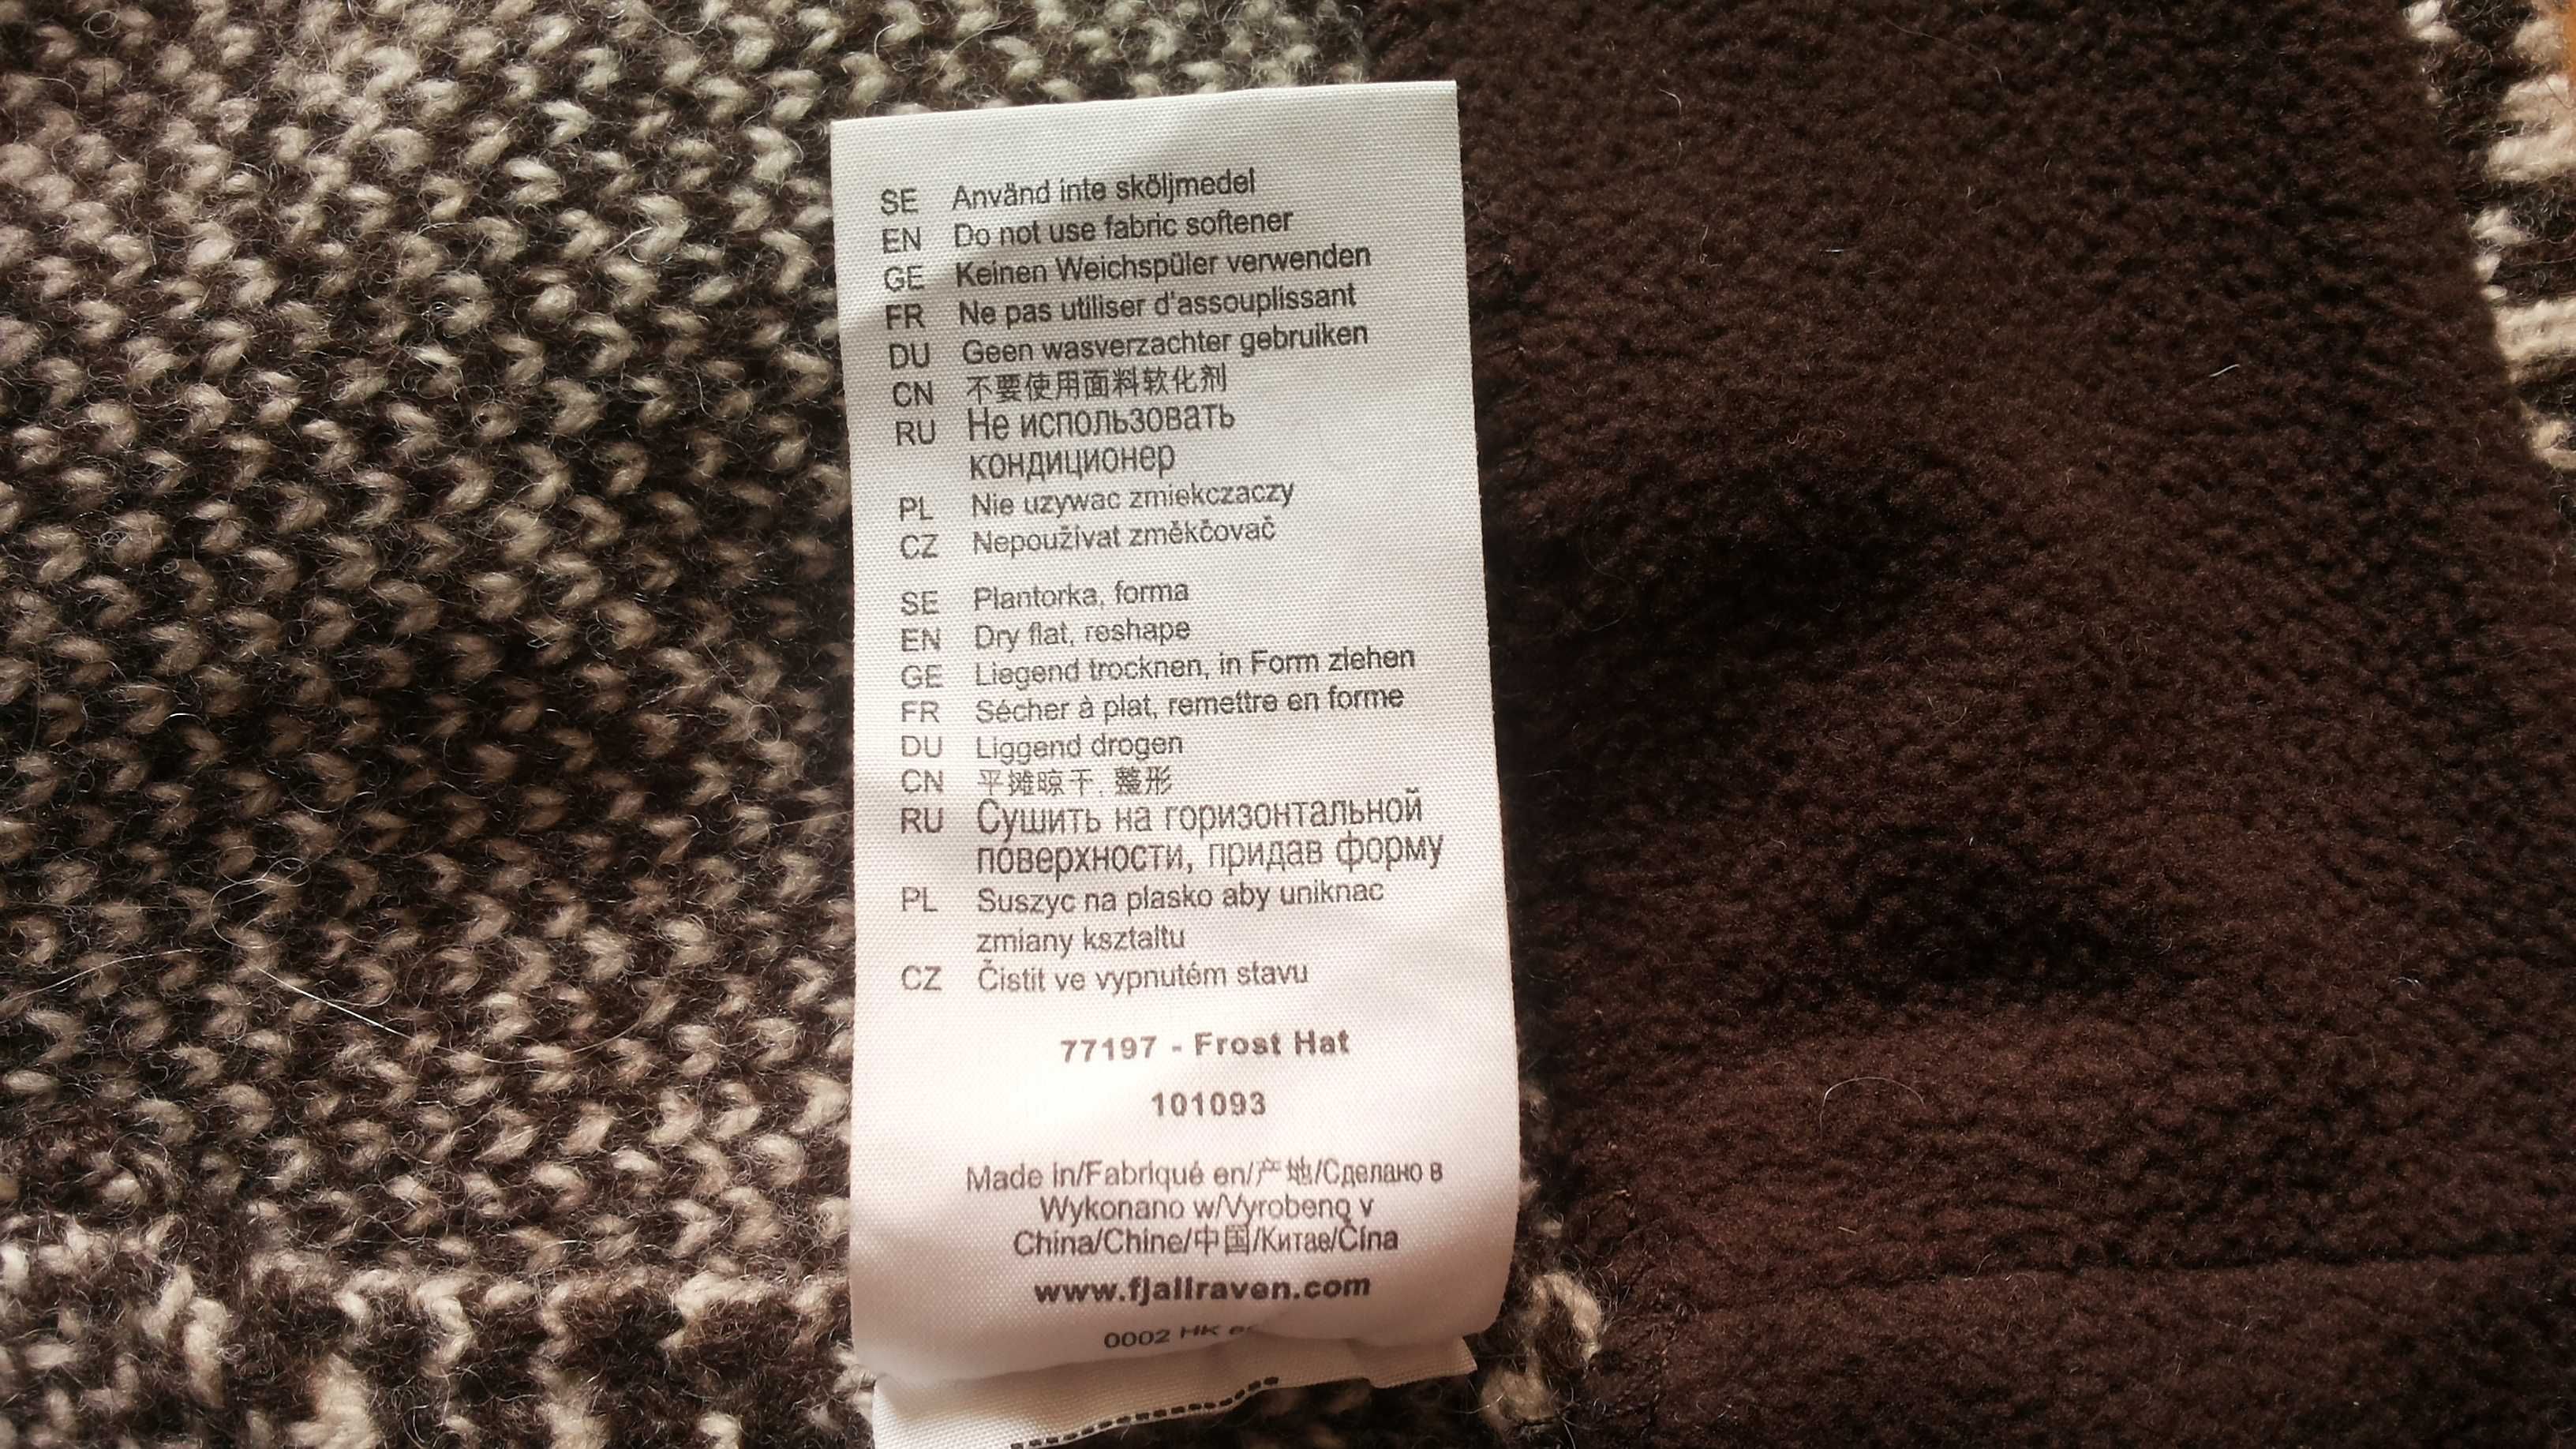 SE Använd inte sköljmedel
EN Do not use fabric softener
GE Keinen Weichspüler verwenden
FR Ne pas utiliser d'assouplissant
DU Geen wasverzachter gebruiken
CN 不要使用面料软化剂
RU Не использовать
кондиционер
PL Nie uzywac zmiekczaczy
CZ Nepoužívat změkčovač
SE Plantorka, forma
EN Dry flat, reshape
GE Liegend trocknen, in Form ziehen
FR Sécher à plat, remettre en forme
DU Liggend drogen
CN 平摊晾干, 整形
RU Сушить на горизонтальной
поверхности, придав форму
PL Suszyc na plasko aby uniknac
zmiany ksztaltu
CZ Čistit ve vypnutém stavu
77197 - Frost Hat
101093
Made in/Fabriqué en/产地/Сделано в
Wykonano w/Vyrobeno v
China/Chine/中国/Китае/Čína
www.fjallraven.com
0002 HK